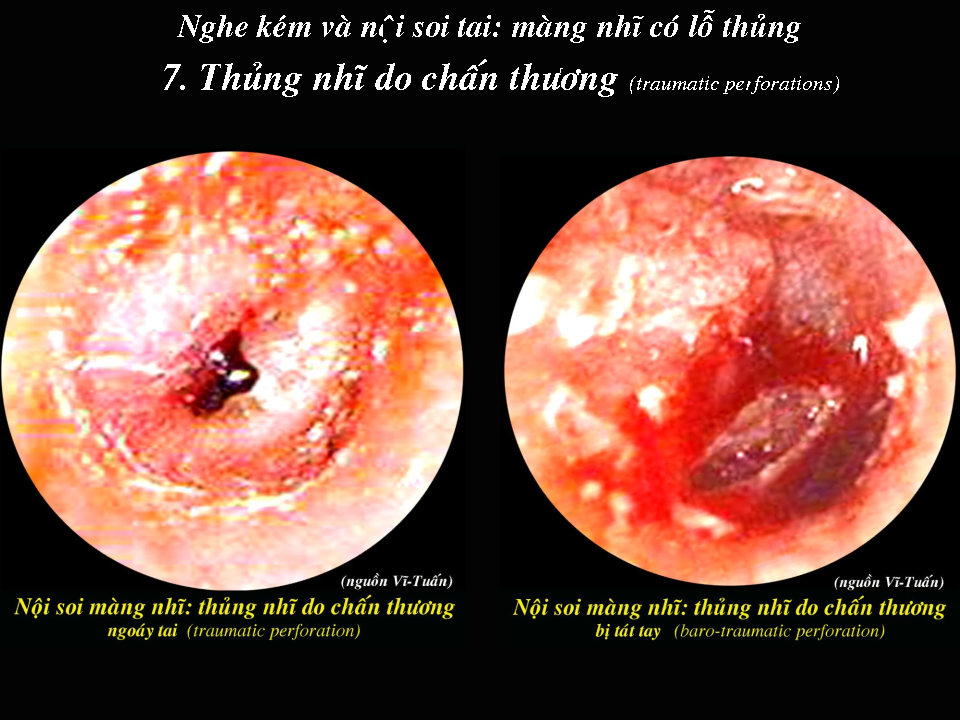 Nghe kém và nội soi tai: màng nhĩ có lỗ thủng
7. Thủng nhĩ do chấn thương (traumatic perforations)
(nguồn Vĩ-Tuấn)
Nội soi màng nhĩ: thủng nhĩ do chấn thương
ngoáy tai (traumatic perforation)
(nguồn Vĩ-Tuấn)
Nội soi màng nhĩ: thủng nhĩ do chấn thương
bị tát tay (baro-traumatic perforation)